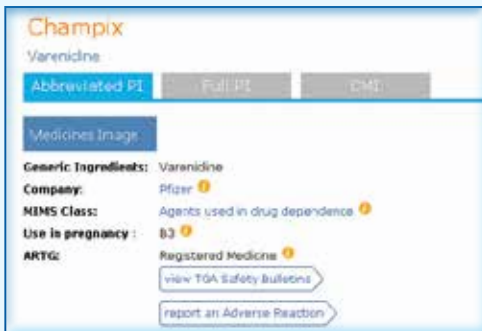 Champix
Varenicline
Abbreviated PI Full PI CMI
Medicines Image
Generic Ingredients: Varenicline
Company: Pfizer
MIMS Class: Agents used in drug dependence
Use in pregnancy : B3
ARTG: Registered Medicine
view TGA Safety Bulletins
report an Adverse Reaction